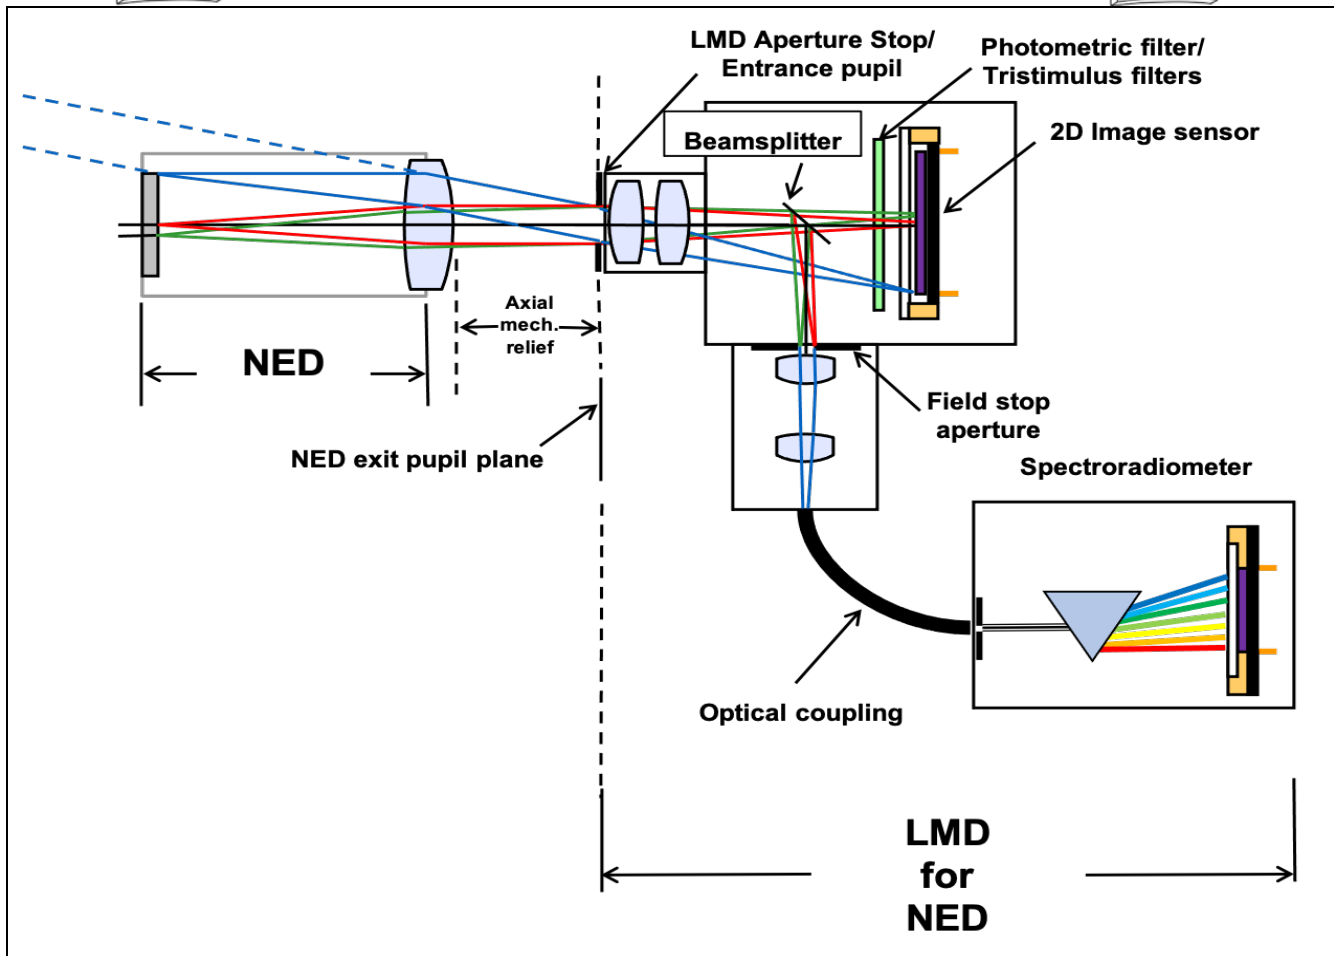 LMD Aperture Stop/
Entrance pupil
Photometric filter/
Tristimulus filters
Beamsplitter
2D Image sensor
Axial
mech.
relief
NED
Field stop
aperture
NED exit pupil plane
Spectroradiometer
Optical coupling
LMD
for
NED